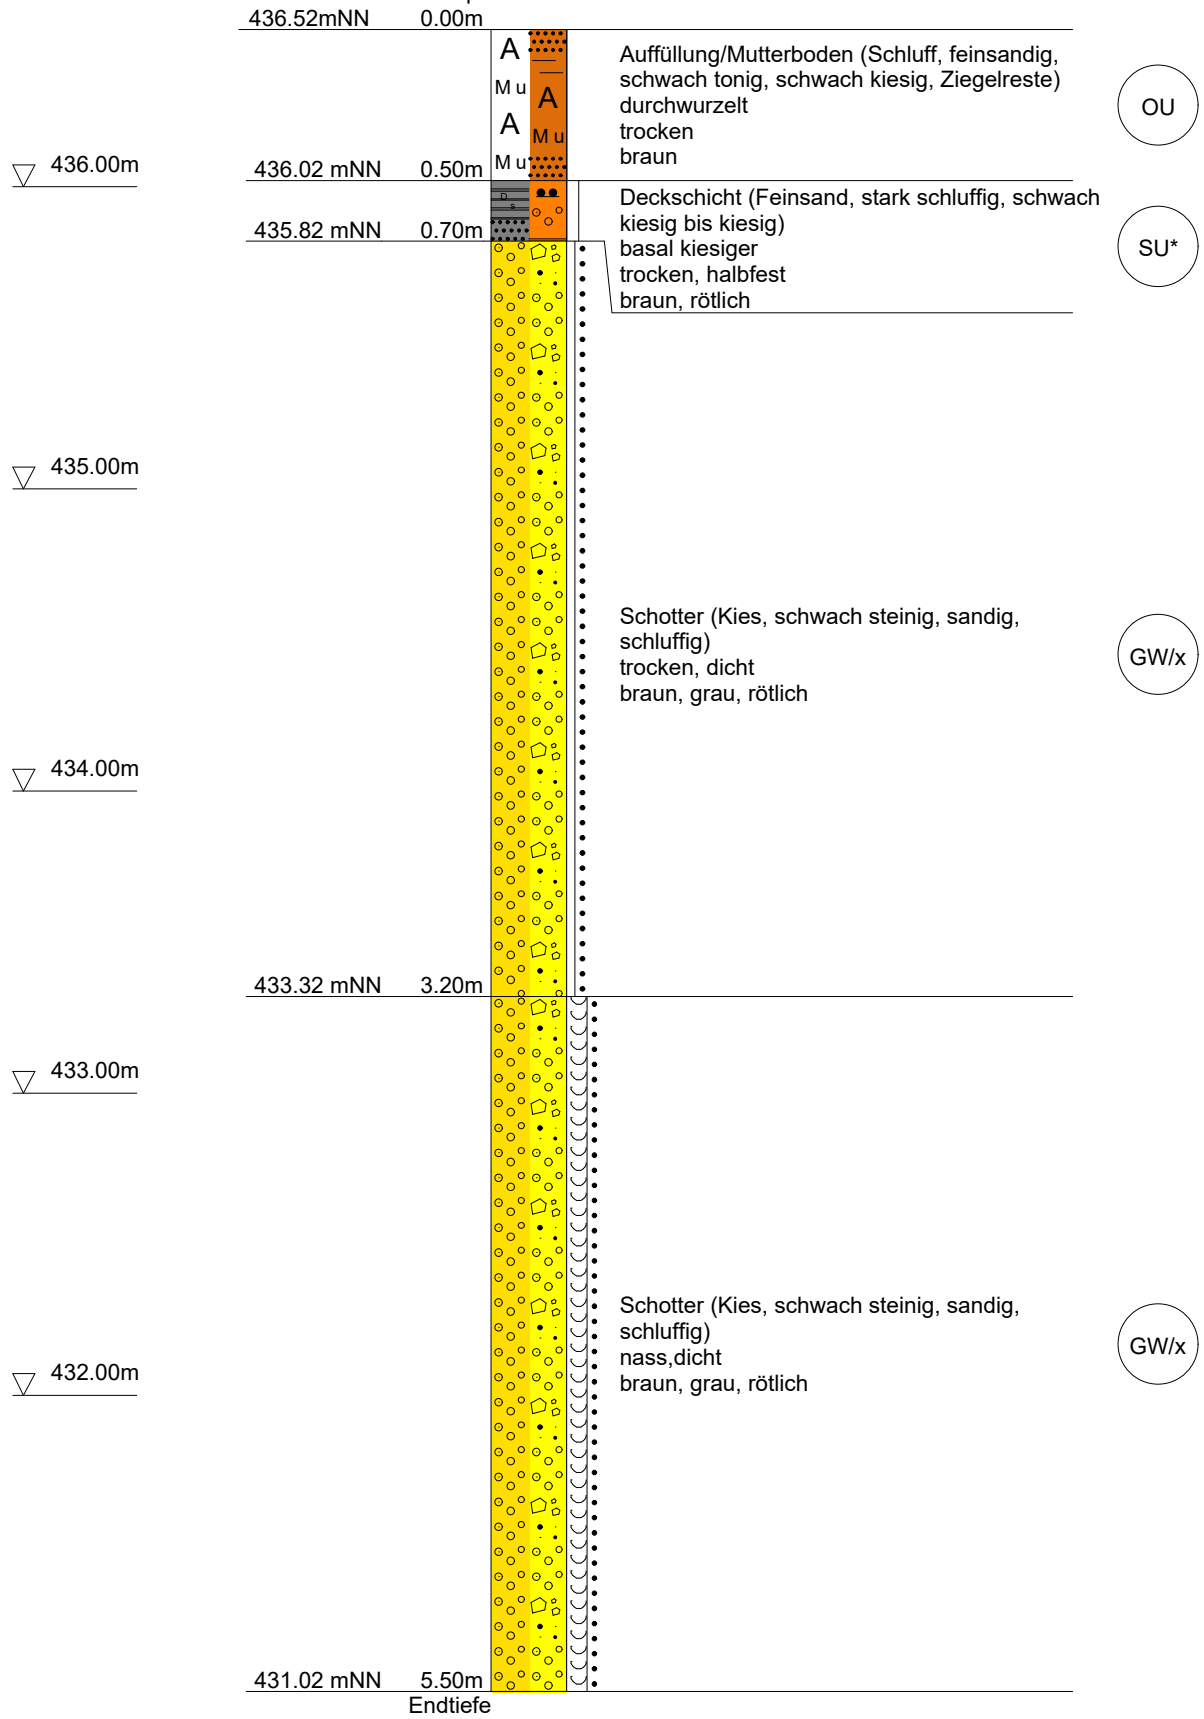 436.52mNN 0.00m
A
Mu
A
Mu
A
Mu
Auffüllung/Mutterboden (Schluff, feinsandig,
schwach tonig, schwach kiesig, Ziegelreste)
durchwurzelt
trocken
braun
OU
436.00m
436.02 mNN 0.50m
D
s
Deckschicht (Feinsand, stark schluffig, schwach
kiesig bis kiesig)
basal kiesiger
trocken, halbfest
braun, rötlich
SU*
435.82 mNN 0.70m
435.00m
Schotter (Kies, schwach steinig, sandig,
schluffig)
trocken, dicht
braun, grau, rötlich
GW/x
434.00m
433.32 mNN 3.20m
433.00m
Schotter (Kies, schwach steinig, sandig,
schluffig)
nass,dicht
braun, grau, rötlich
GW/x
432.00m
431.02 mNN 5.50m
Endtiefe